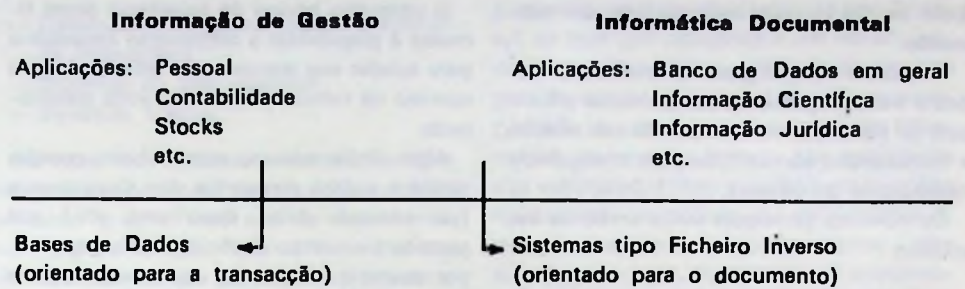 Informação de Gestão
Aplicações: Pessoal
Contabilidade
Stocks
etc.
Bases de Dados
(orientado para a transacção)
Informática Documental
Aplicações: Banco de Dados em geral
Informação Científica
Informação Jurídica
etc.
Sistemas tipo Ficheiro Inverso
(orientado para o documento)